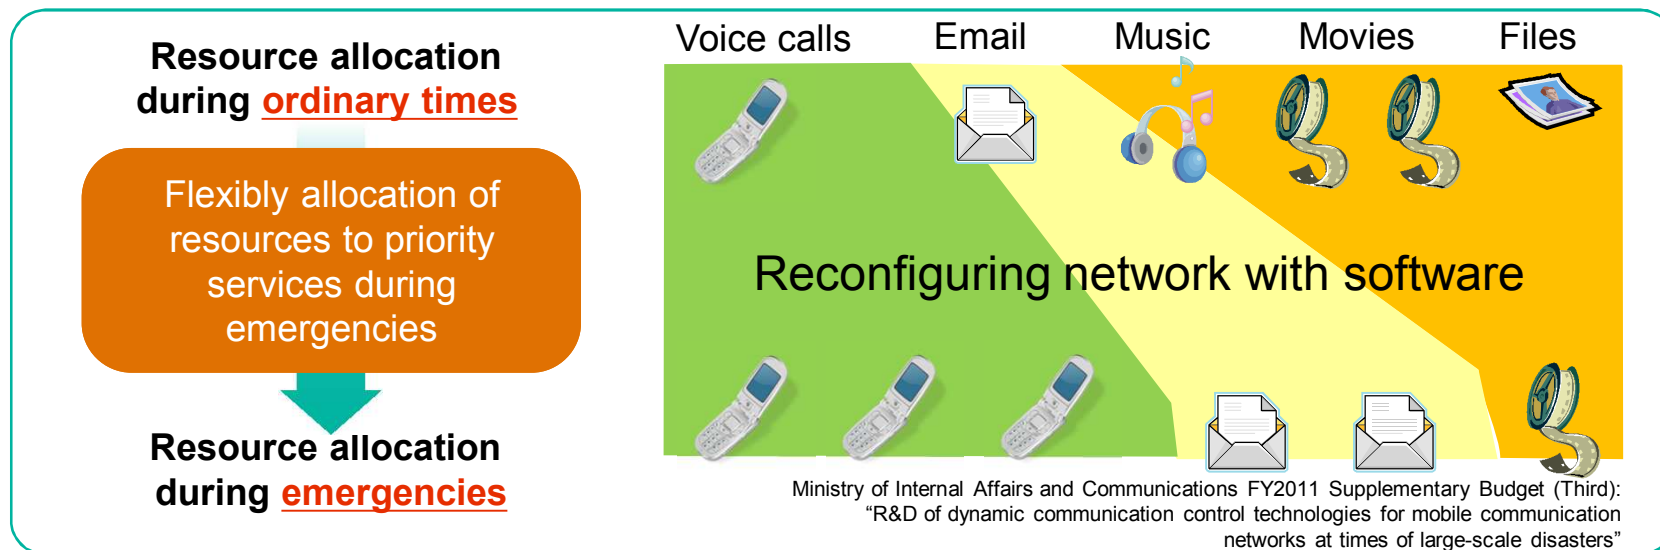 Resource allocation
during ordinary times
Flexibly allocation of
resources to priority
services during
emergencies
Resource allocation
during emergencies
Voice calls Email Music Movies Files
Reconfiguring network with software
Ministry of Internal Affairs and Communications FY2011 Supplementary Budget (Third):
“R&D of dynamic communication control technologies for mobile communication
networks at times of large-scale disasters”